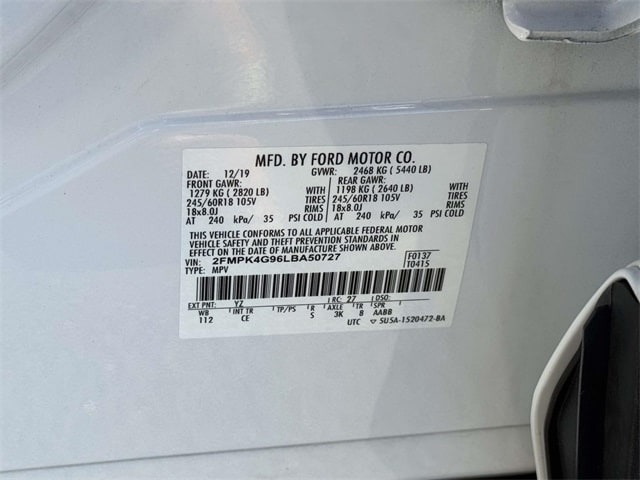 MFD. BY FORD MOTOR CO.
DATE: 12/19 GVWR: 2468 KG ( 5440 LB)
FRONT GAWR: REAR GAWR:
1279 KG ( 2820 LB) WITH 1198 KG ( 2640 LB) WITH
245/60R18 105V TIRES 245/60R18 105V TIRES
18x8.0J RIMS 18x8.0J RIMS
AT 240 kPa/ 35 PSI COLD AT 240 kPa/ 35 PSI COLD
THIS VEHICLE CONFORMS TO ALL APPLICABLE FEDERAL MOTOR
VEHICLE SAFETY AND THEFT PREVENTION STANDARDS IN
EFFECT ON THE DATE OF MANUFACTURE SHOWN ABOVE.
VIN: 2FMPK4G96LBA50727 F0137
TYPE: MPV T0415
EXT PNT: YZ RC: 27 DSO:
WB INT TR TP/PS R AXLE TR SPR
112 CE S 3K 8 AABB
UTC ▽ SU5A-1520472-BA